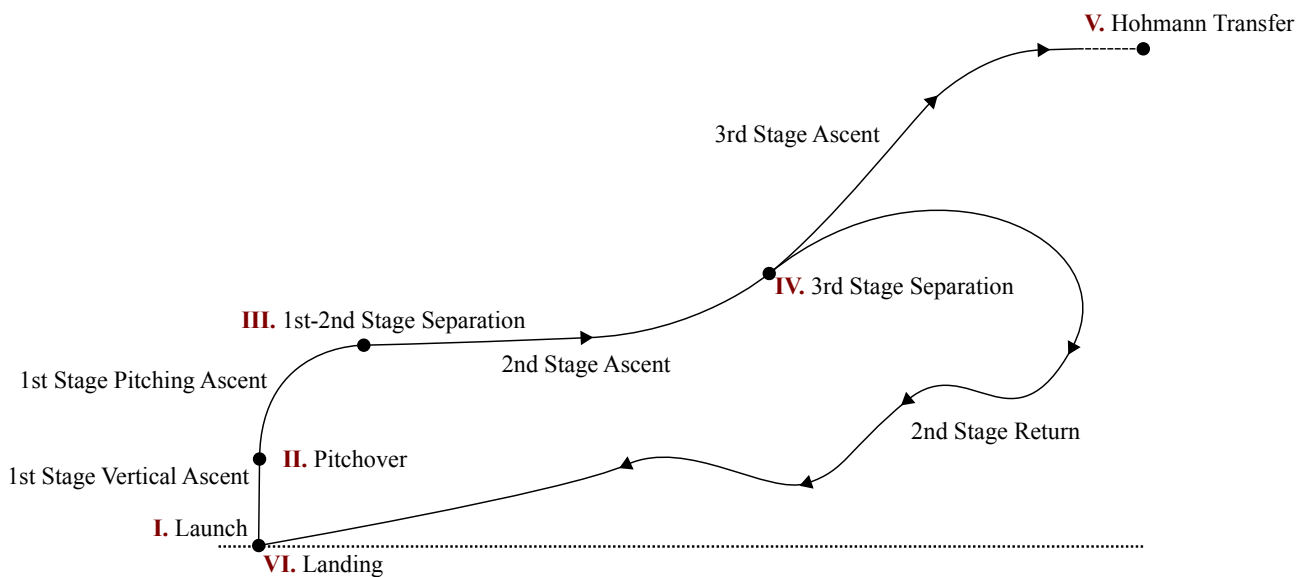 V. Hohmann Transfer
3rd Stage Ascent
IV. 3rd Stage Separation
III. 1st-2nd Stage Separation
2nd Stage Ascent
1st Stage Pitching Ascent
2nd Stage Return
II. Pitchover
1st Stage Vertical Ascent
I. Launch
VI. Landing